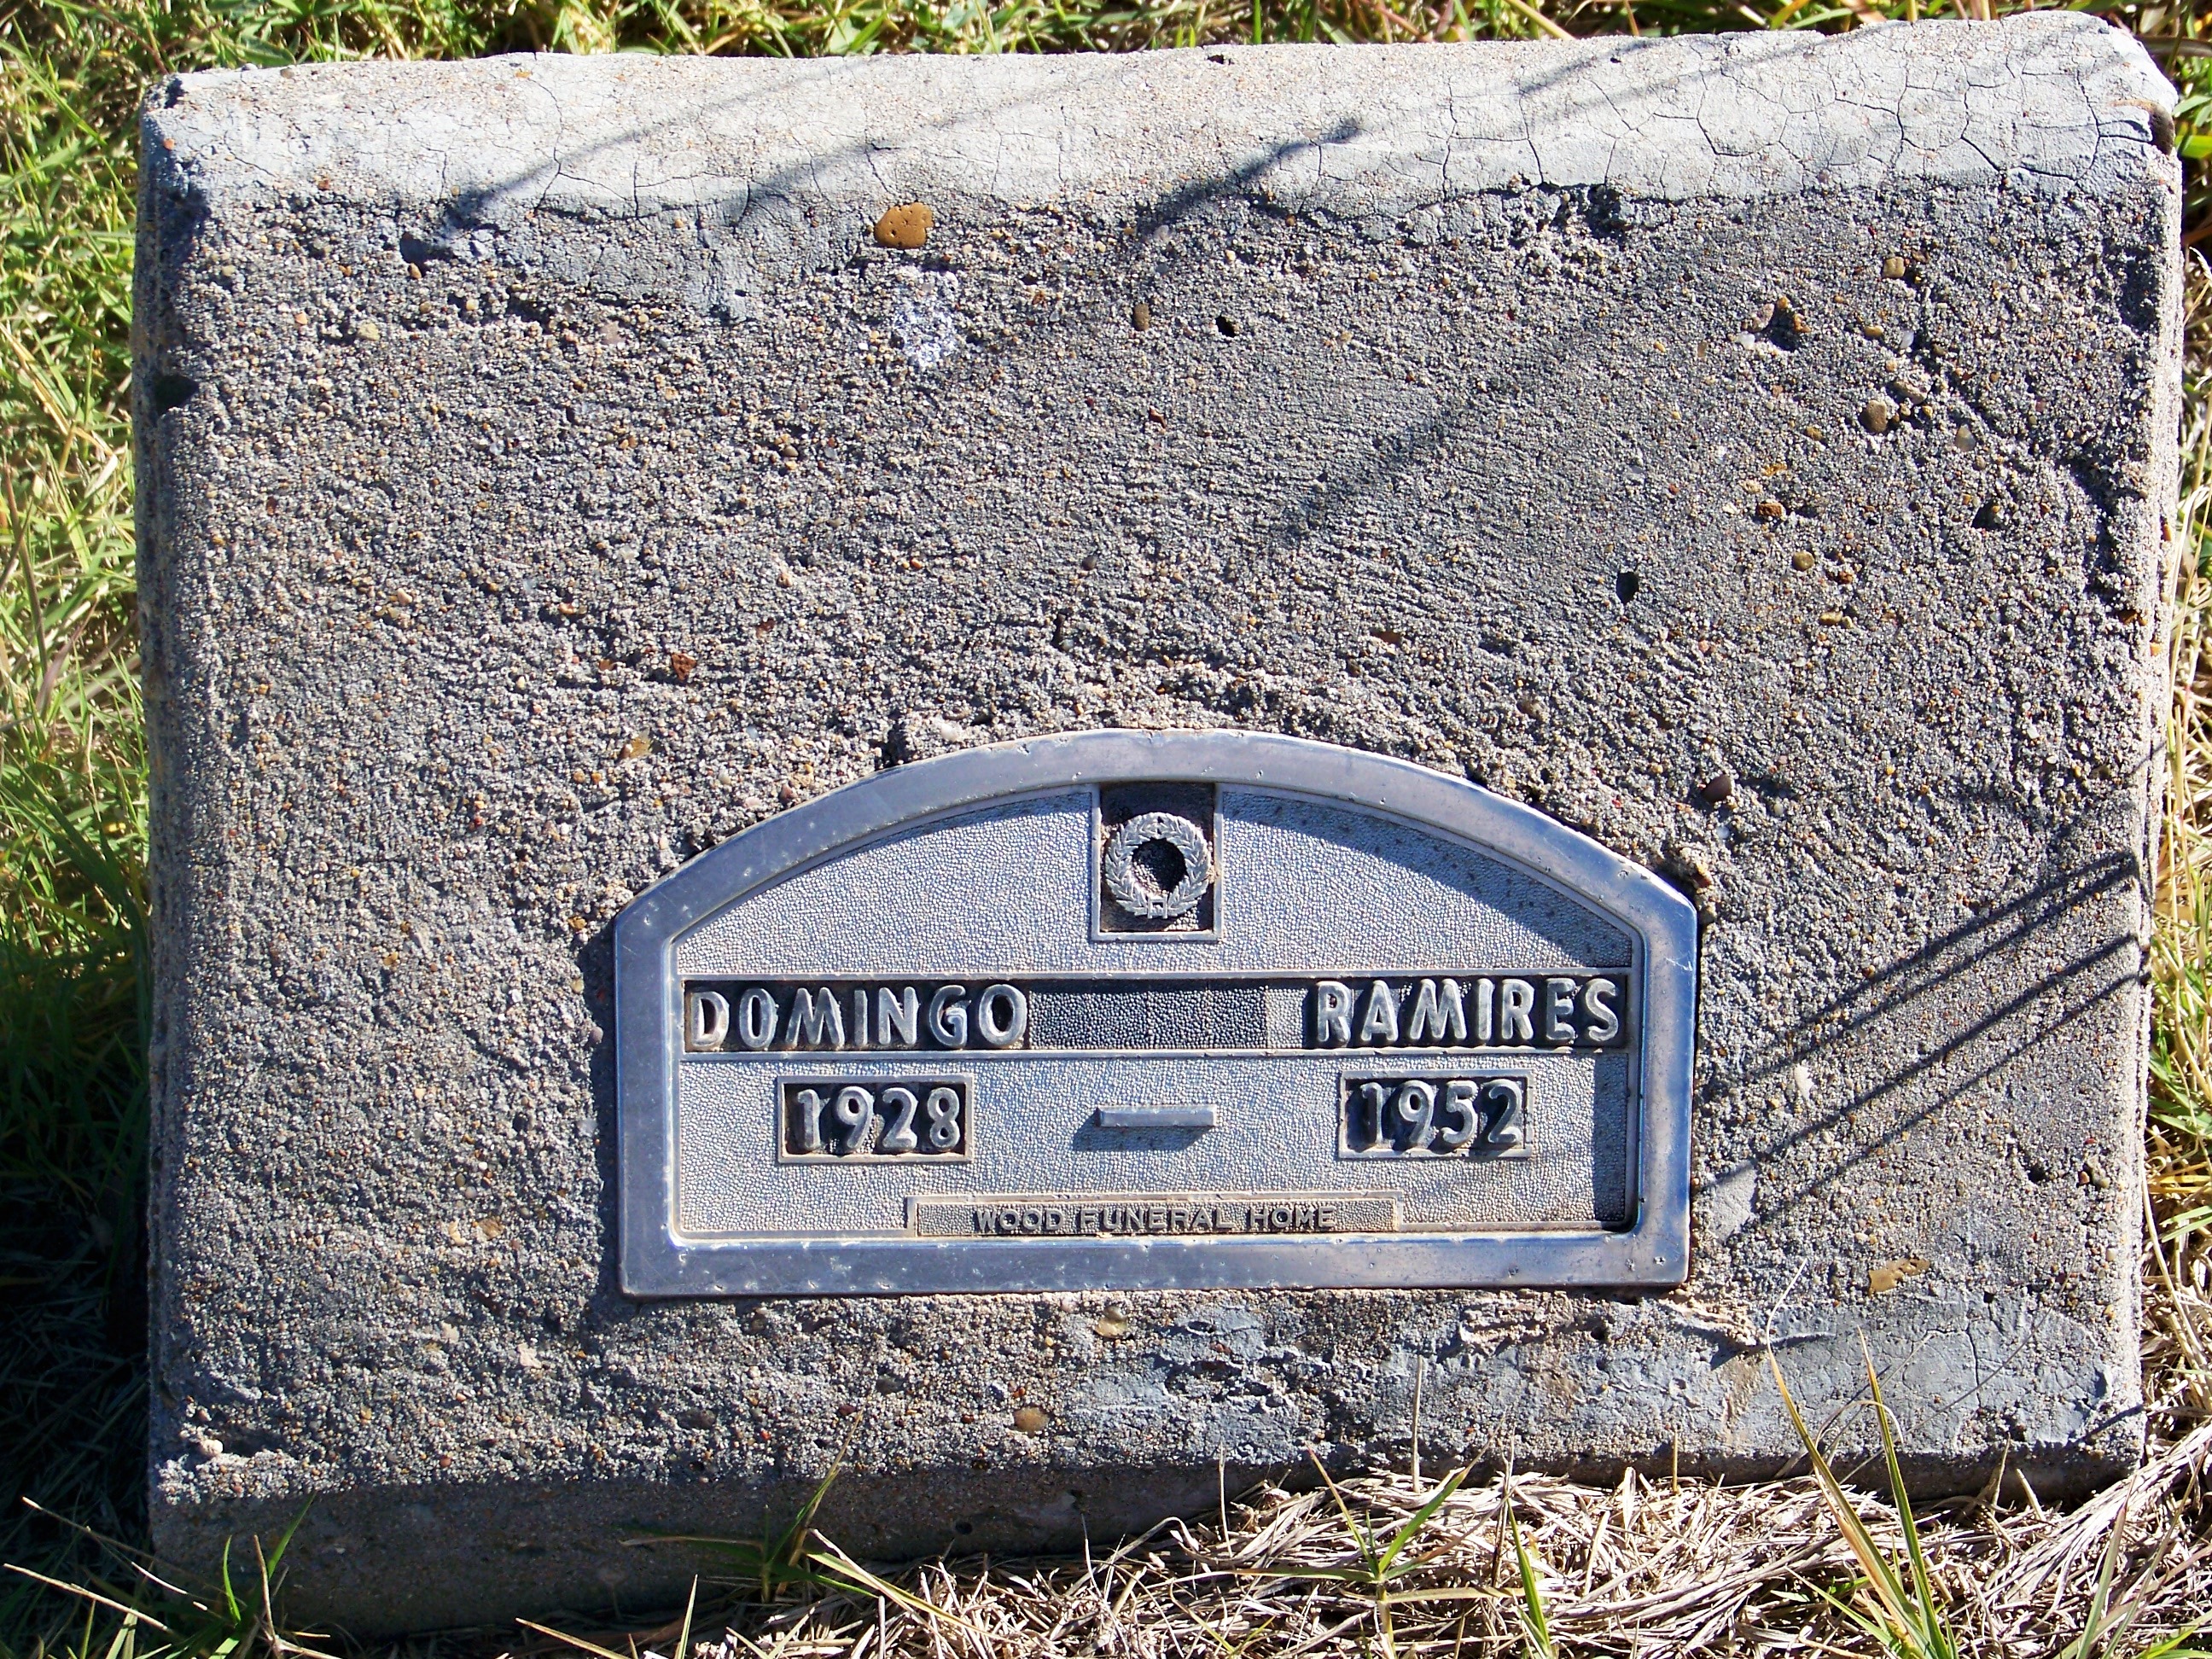 DOMINGO RAMIRES
1928 — 1952
WOOD FUNERAL HOME